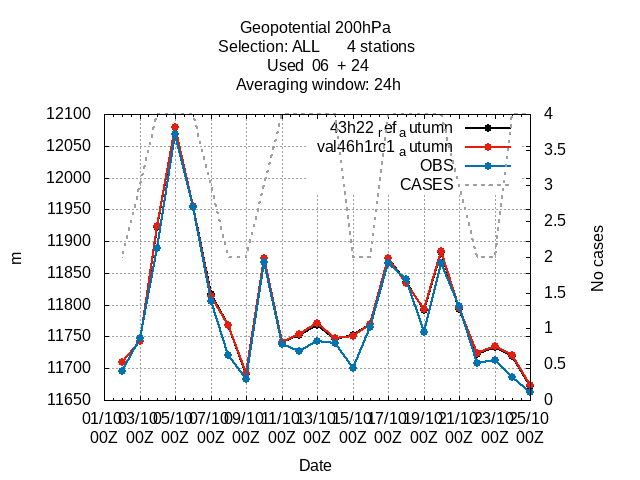 Geopotential 200hPa
Selection: ALL 4 stations
Used 06 + 24
Averaging window: 24h
43h22ref autumn
val46h1rc1 autumn
OBS
CASES
12100
12050
12000
11950
11900
11850
11800
11750
11700
11650
m
4
3.5
3
2.5
2
1.5
1
0.5
0
No cases
01/10 03/10 05/10 07/10 09/10 11/10 13/10 15/10 17/10 19/10 21/10 23/10 25/10
00Z 00Z 00Z 00Z 00Z 00Z 00Z 00Z 00Z 00Z 00Z 00Z 00Z
Date